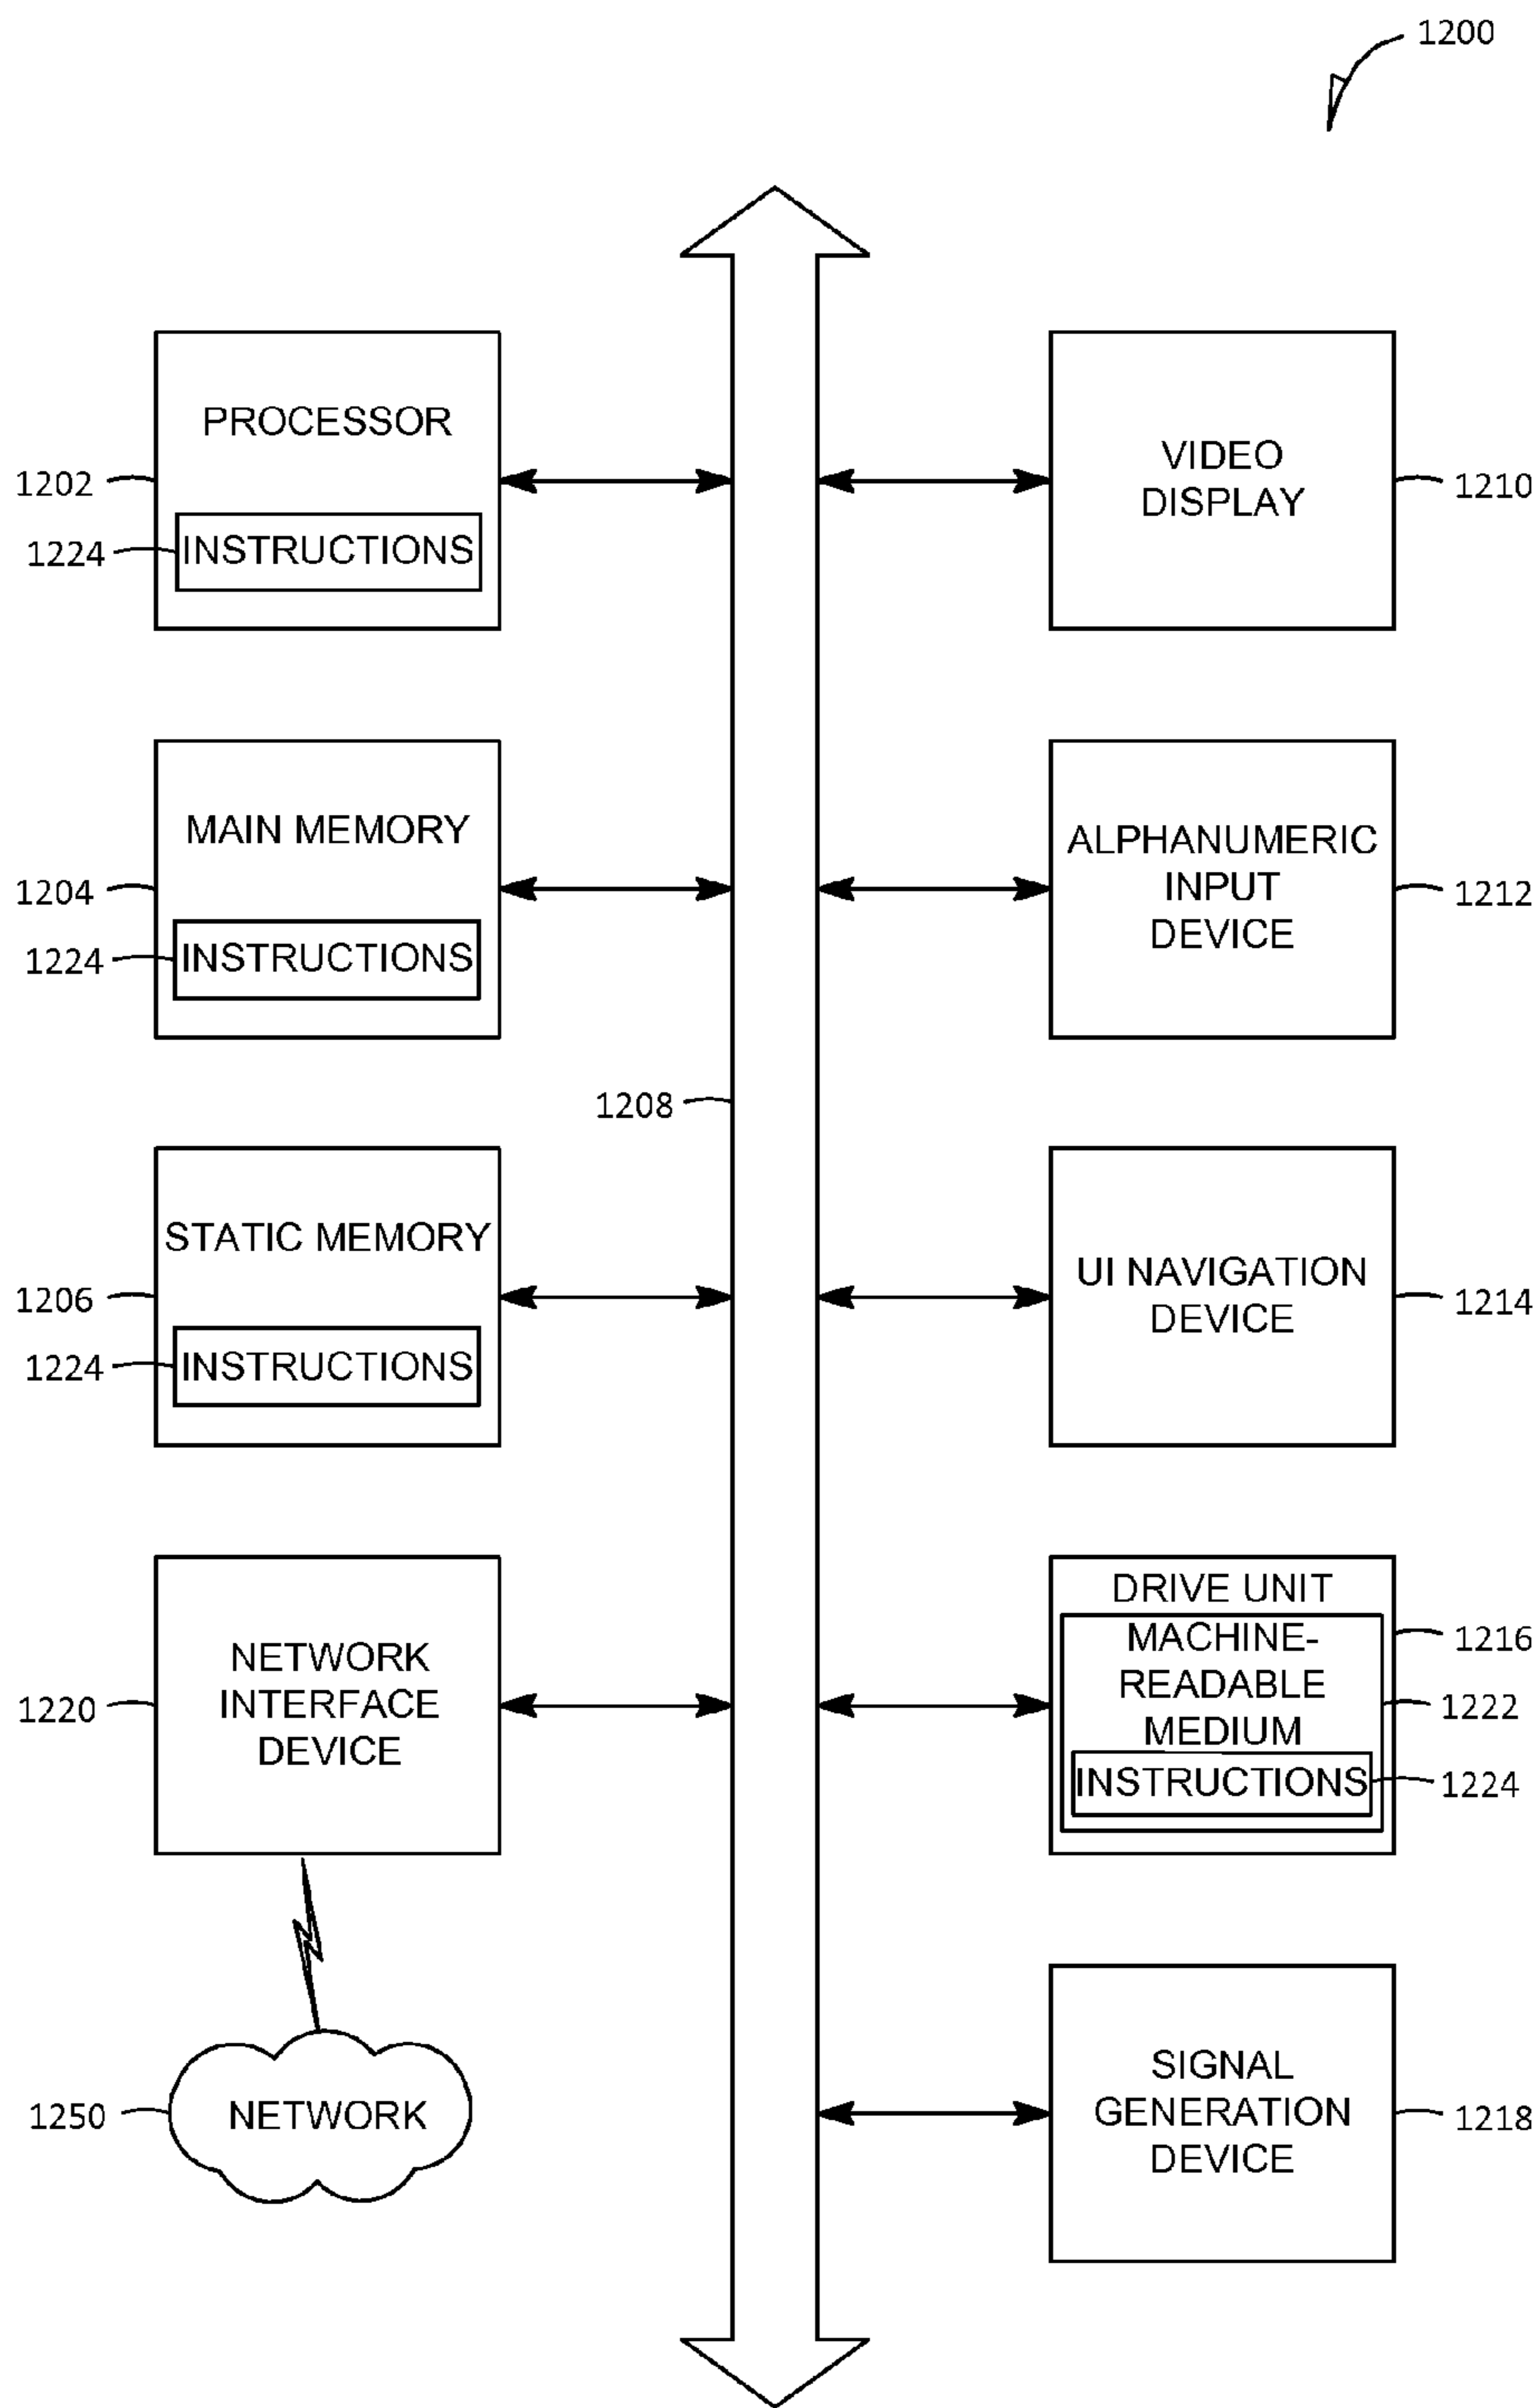 1200
PROCESSOR
1202
1224
INSTRUCTIONS
VIDEO
DISPLAY
1210
MAIN MEMORY
1204
1224
INSTRUCTIONS
ALPHANUMERIC
INPUT
DEVICE
1212
1208
STATIC MEMORY
1206
1224
INSTRUCTIONS
UI NAVIGATION
DEVICE
1214
NETWORK
INTERFACE
DEVICE
1220
DRIVE UNIT
1216
MACHINE-
READABLE
MEDIUM
1222
INSTRUCTIONS
1224
NETWORK
1250
SIGNAL
GENERATION
DEVICE
1218